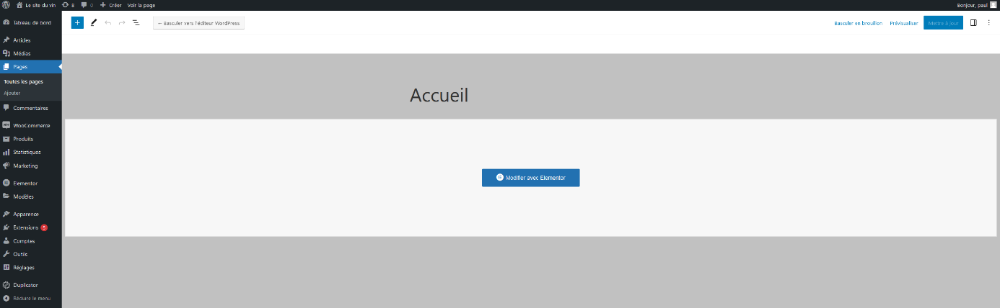 Le site du vin 8 0 Créer Voir la page Bonjour, paul
Tableau de bord
Articles
Médias
Pages
Toutes les pages
Ajouter
Commentaires
WooCommerce
Produits
Statistiques
Marketing
Elementor
Modèles
Apparence
Extensions 5
Comptes
Outils
Réglages
Duplicator
Réduire le menu
← Basculer vers l'éditeur WordPress Basculer en brouillon Prévisualiser Mettre à jour
Accueil
Modifier avec Elementor